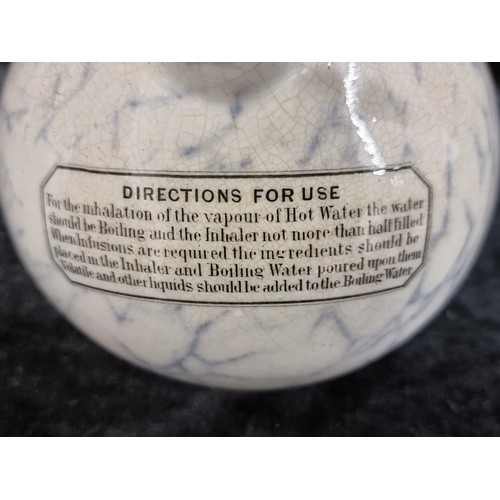 DIRECTIONS FOR USE
For the inhalation of the vapour of Hot Water the water
should be Boiling and the Inhaler not more than half filled
When Infusions are required the ingredients should be
placed in the Inhaler and Boiling Water poured upon them
Volatile and other liquids should be added to the Boiling Water